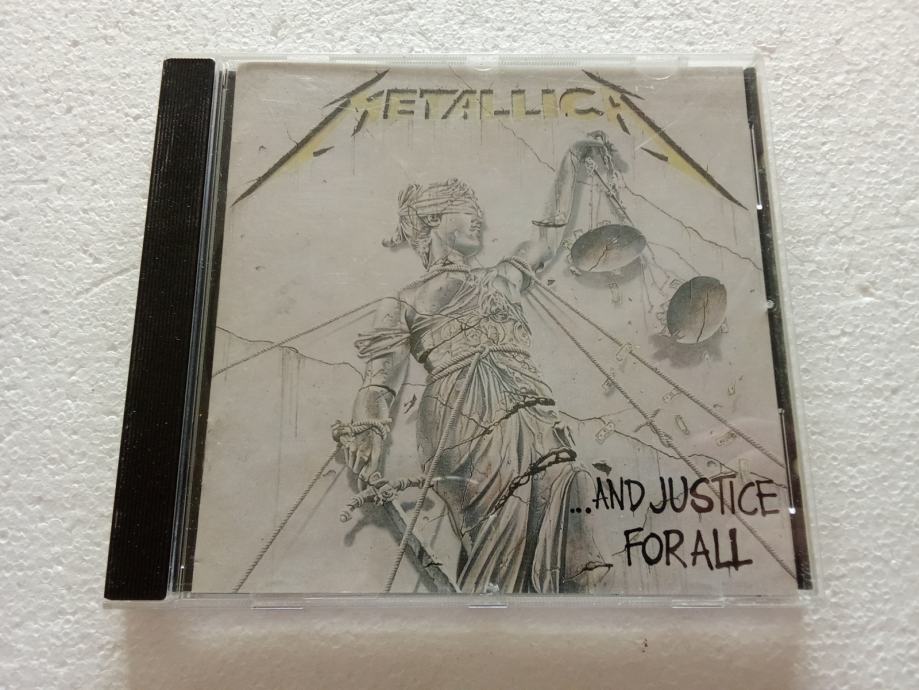 METALLICA
...AND JUSTICE
FOR ALL